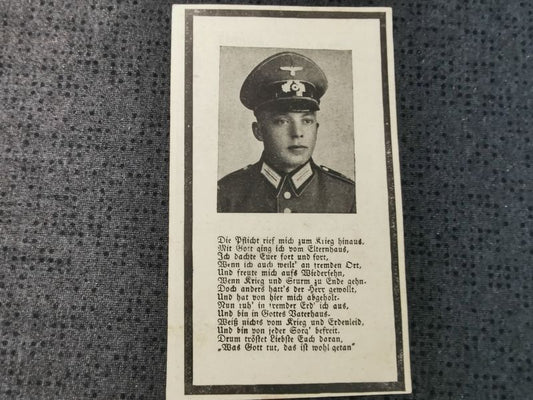 Die Pflicht rief mich zum Krieg hinaus.
Mit Gott ging ich vom Elternhaus,
Ich dachte Euer fort und fort,
Wenn ich auch weilt' an fremden Ort,
Und freute mich aufs Wiedersehn,
Wenn Krieg und Sturm zu Ende gehn.
Doch anders hatt's der Herr gewollt,
Und hat von hier mich abgeholt.
Nun ruh' in fremder Erd' ich aus,
Und bin in Gottes Vaterhaus.
Weiß nichts vom Krieg und Erdenleid,
Und bin von jeder Sorg' befreit.
Drum tröstet Liebste Euch daran,
„Was Gott tut, das ist wohl getan"